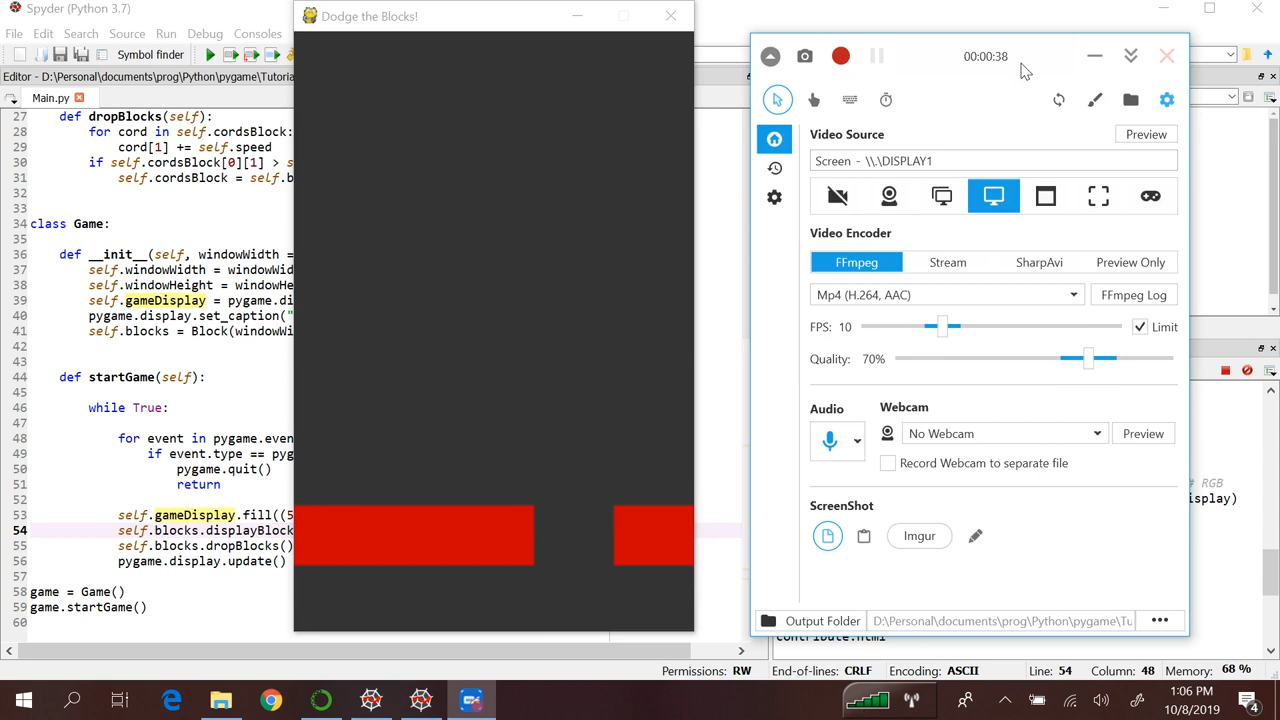 Spyder (Python 3.7)
File Edit Search Source Run Debug Consoles
Symbol finder
Editor - D:\Personal\documents\prog\Python\pygame\Tutoria
Main.py
27 def dropBlocks(self):
28 for cord in self.cordsBlock:
29 cord[1] += self.speed
30 if self.cordsBlock[0][1] > s
31 self.cordsBlock = self.b
32
33
34 class Game:
35
36 def __init__(self, windowWidth =
37 self.windowWidth = windowWid
38 self.windowHeight = windowHe
39 self.gameDisplay = pygame.di
40 pygame.display.set_caption("
41 self.blocks = Block(windowWi
42
43
44 def startGame(self):
45
46 while True:
47
48 for event in pygame.even
49 if event.type == pyg
50 pygame.quit()
51 return
52
53 self.gameDisplay.fill((5
54 self.blocks.displayBlock
55 self.blocks.dropBlocks()
56 pygame.display.update()
57
58 game = Game()
59 game.startGame()
60
Dodge the Blocks!
00:00:38
Video Source
Preview
Screen - \\.\DISPLAY1
Video Encoder
FFmpeg Stream SharpAvi Preview Only
Mp4 (H.264, AAC) FFmpeg Log
FPS: 10 Limit
Quality: 70%
Audio Webcam
No Webcam Preview
Record Webcam to separate file
ScreenShot
Imgur
Output Folder D:\Personal\documents\prog\Python\pygame\Tu
# RGB
isplay)
contribute.html
Permissions: RW End-of-lines: CRLF Encoding: ASCII Line: 54 Column: 48 Memory: 68 %
1:06 PM
10/8/2019
4